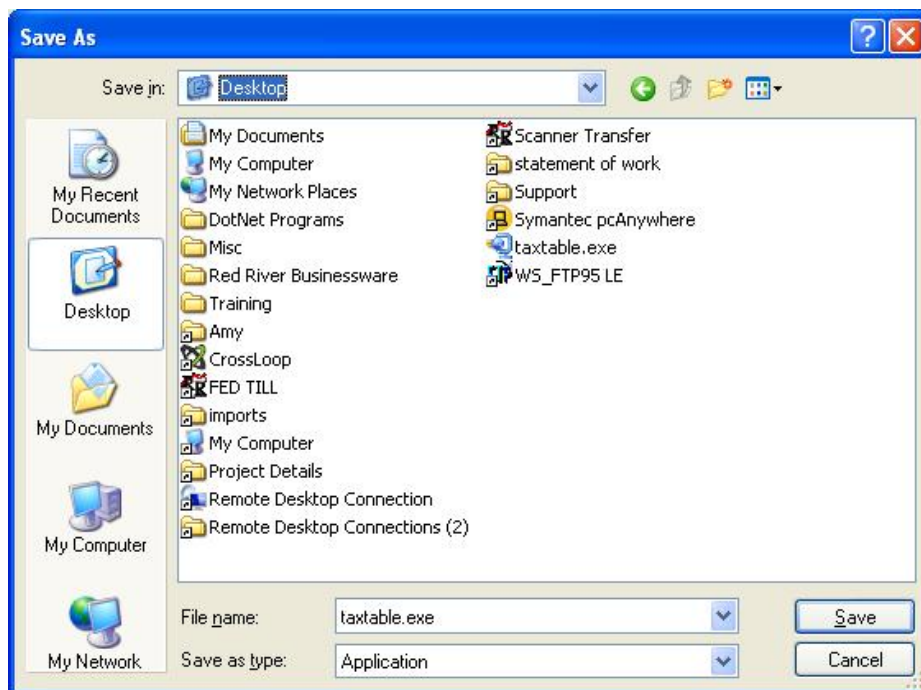 Save As
Save in:
Desktop
My Recent
Documents
Desktop
My Documents
My Computer
My Network
My Documents
My Computer
My Network Places
DotNet Programs
Misc
Red River Businessware
Training
Amy
CrossLoop
FED TILL
imports
My Computer
Project Details
Remote Desktop Connection
Remote Desktop Connections (2)
Scanner Transfer
statement of work
Support
Symantec pcAnywhere
taxtable.exe
WS_FTP95 LE
File name:
taxtable.exe
Save
Save as type:
Application
Cancel